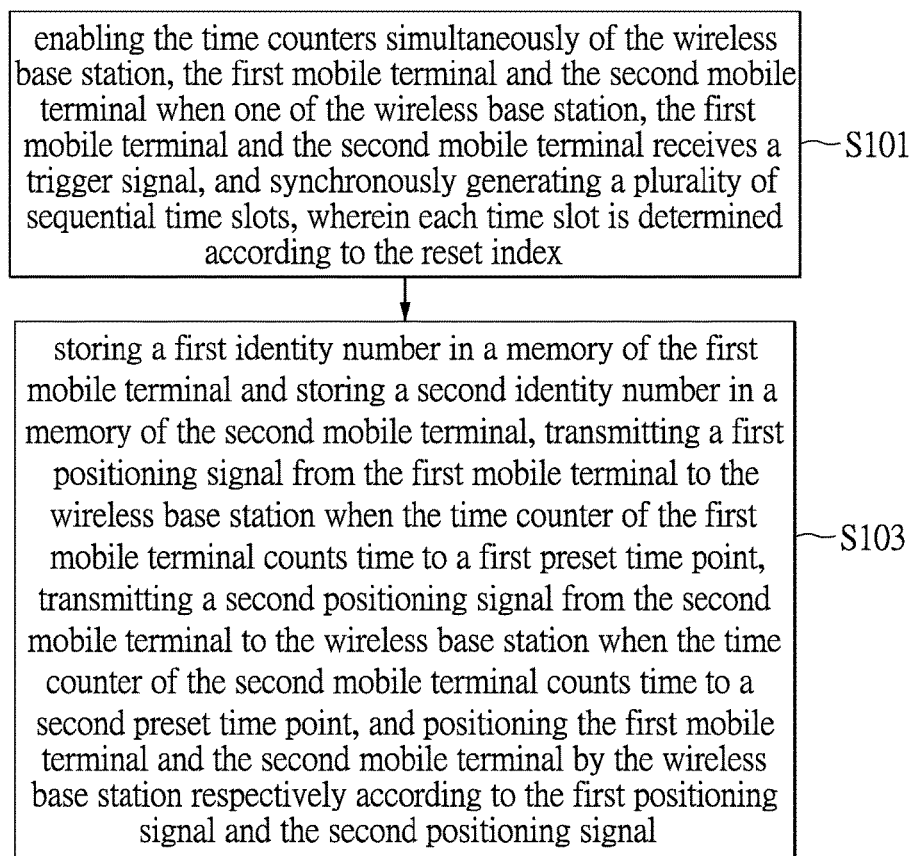 enabling the time counters simultaneously of the wireless
base station, the first mobile terminal and the second mobile
terminal when one of the wireless base station, the first
mobile terminal and the second mobile terminal receives a
trigger signal, and synchronously generating a plurality of
sequential time slots, wherein each time slot is determined
according to the reset index
S101
storing a first identity number in a memory of the first
mobile terminal and storing a second identity number in a
memory of the second mobile terminal, transmitting a first
positioning signal from the first mobile terminal to the
wireless base station when the time counter of the first
mobile terminal counts time to a first preset time point,
transmitting a second positioning signal from the second
mobile terminal to the wireless base station when the time
counter of the second mobile terminal counts time to a
second preset time point, and positioning the first mobile
terminal and the second mobile terminal by the wireless
base station respectively according to the first positioning
signal and the second positioning signal
S103